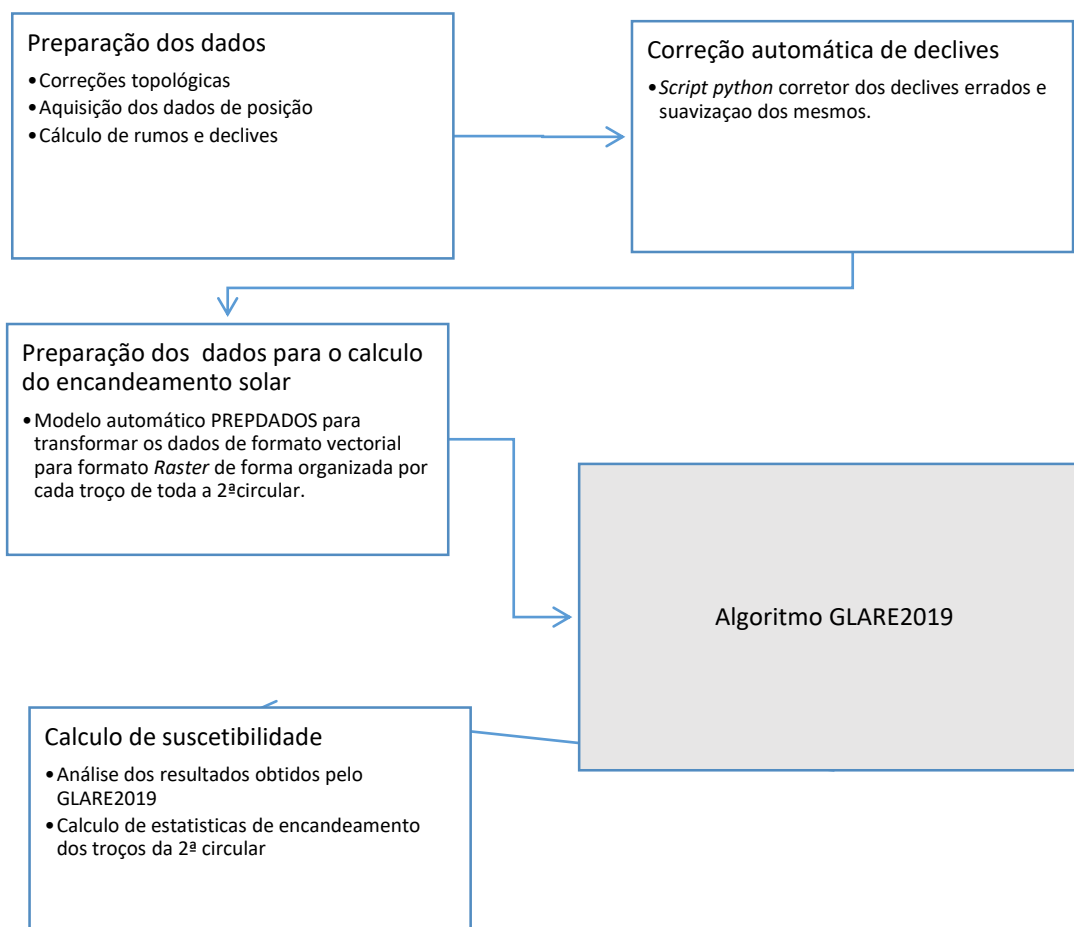 Preparação dos dados
•Correções topológicas
•Aquisição dos dados de posição
•Cálculo de rumos e declives
Correção automática de declives
•Script python corretor dos declives errados e
suavizaçao dos mesmos.
Preparação dos dados para o calculo
do encandeamento solar
•Modelo automático PREPDADOS para
transformar os dados de formato vectorial
para formato Raster de forma organizada por
cada troço de toda a 2ªcircular.
Algoritmo GLARE2019
Calculo de suscetibilidade
•Análise dos resultados obtidos pelo
GLARE2019
•Calculo de estatisticas de encandeamento
dos troços da 2ª circular